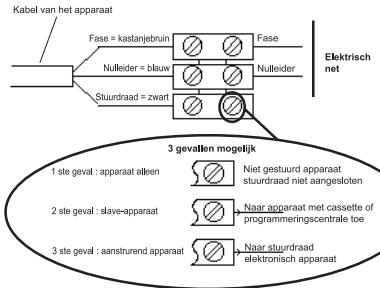 Kabel van het apparaat
Fase = kastanjebruin
Fase
Nulleider = blauw
Nulleider
Elektrisch
net
Stuurdraad = zwart
3 gevallen mogelijk
1 ste geval : apparaat alleen
Niet gestuurd apparaat
stuurdraad niet aangesloten
2 ste geval : slave-apparaat
Naar apparaat met cassette of
programmeringscentrale toe
3 ste geval : aanstrurend apparaat
Naar stuurdraad
elektronisch apparaat